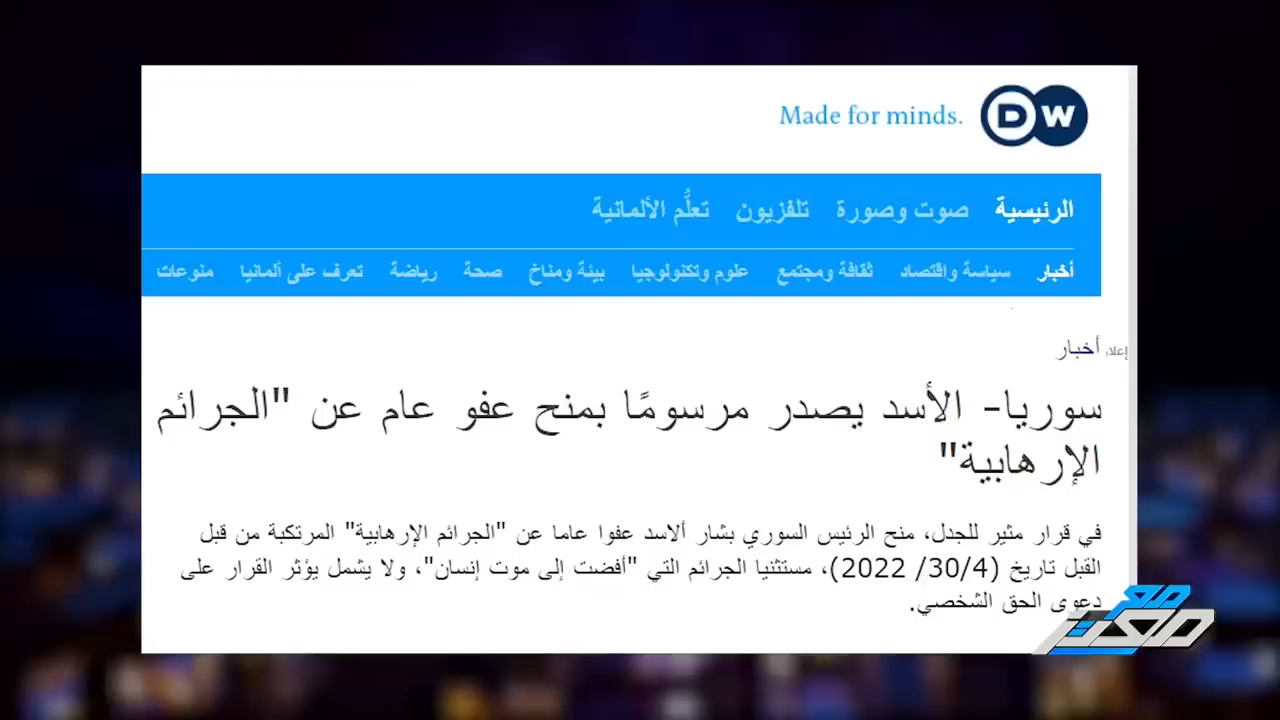 Made for minds. DW
الرئيسية صوت وصورة تلفزيون تعلَّم الألمانية
أخبار سياسة واقتصاد ثقافة ومجتمع علوم وتكنولوجيا بيئة ومناخ صحة رياضة تعرف على ألمانيا منوعات
أخبار
سوريا- الأسد يصدر مرسومًا بمنح عفو عام عن "الجرائم
الإرهابية"
في قرار مثير للجدل، منح الرئيس السوري بشار ألاسد عفوا عاما عن "الجرائم الإرهابية" المرتكبة من قبل
القبل تاريخ (30/4/ 2022)، مستثنيا الجرائم التي "أفضت إلى موت إنسان"، ولا يشمل يؤثر القرار على
دعوى الحق الشخصي.